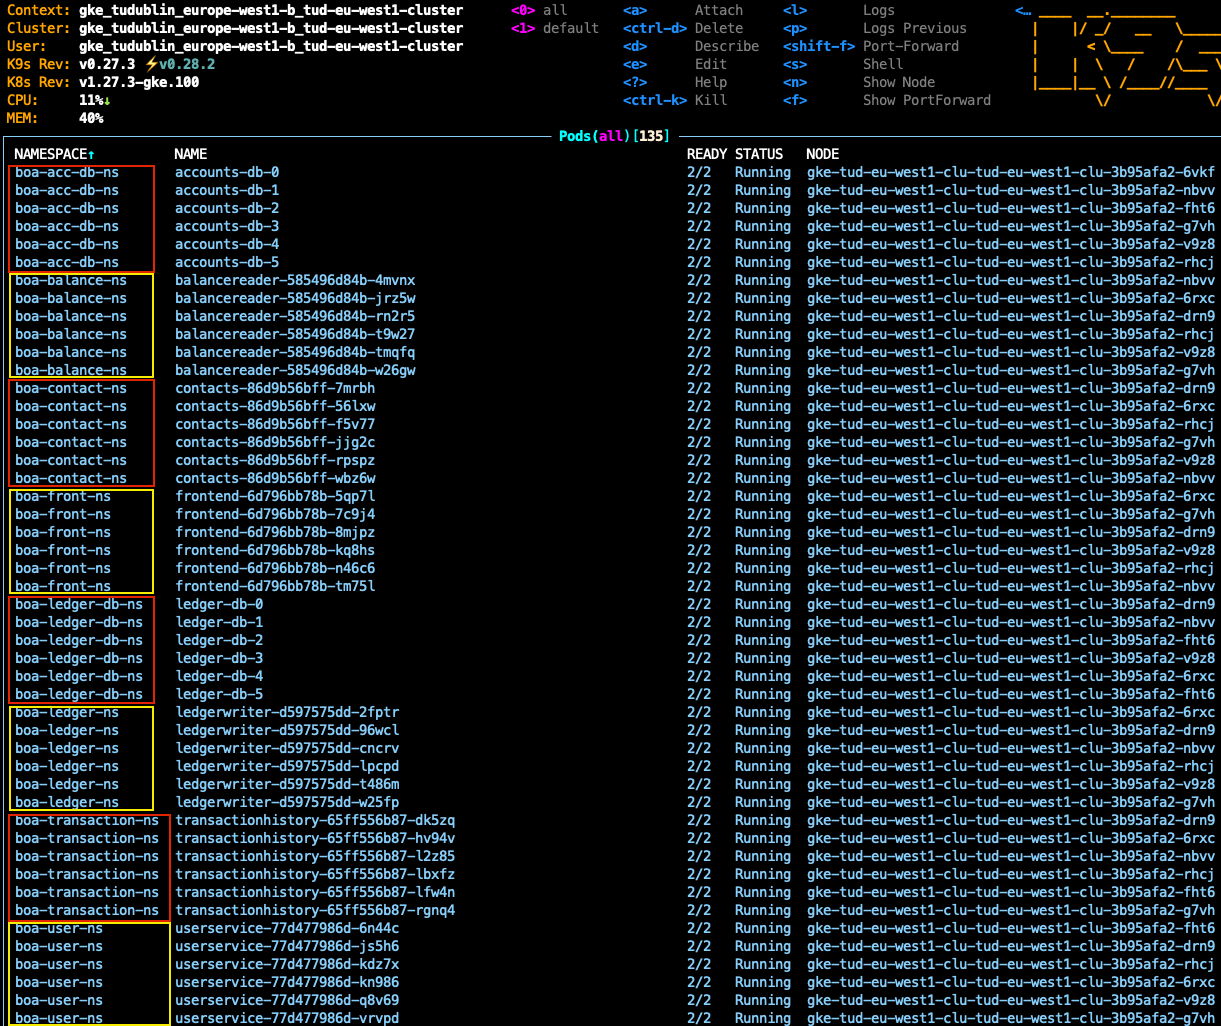 Context: gke_tudublin_europe-west1-b_tud-eu-west1-cluster <0> all <a> Attach <l> Logs <…
Cluster: gke_tudublin_europe-west1-b_tud-eu-west1-cluster <1> default <ctrl-d> Delete <p> Logs Previous
User: gke_tudublin_europe-west1-b_tud-eu-west1-cluster <d> Describe <shift-f> Port-Forward
K9s Rev: v0.27.3 ⚡v0.28.2 <e> Edit <s> Shell
K8s Rev: v1.27.3-gke.100 <?> Help <n> Show Node
CPU: 11%↓ <ctrl-k> Kill <f> Show PortForward
MEM: 40%
Pods(all)[135]
NAMESPACE↑ NAME READY STATUS NODE
boa-acc-db-ns accounts-db-0 2/2 Running gke-tud-eu-west1-clu-tud-eu-west1-clu-3b95afa2-6vkf
boa-acc-db-ns accounts-db-1 2/2 Running gke-tud-eu-west1-clu-tud-eu-west1-clu-3b95afa2-nbvv
boa-acc-db-ns accounts-db-2 2/2 Running gke-tud-eu-west1-clu-tud-eu-west1-clu-3b95afa2-fht6
boa-acc-db-ns accounts-db-3 2/2 Running gke-tud-eu-west1-clu-tud-eu-west1-clu-3b95afa2-g7vh
boa-acc-db-ns accounts-db-4 2/2 Running gke-tud-eu-west1-clu-tud-eu-west1-clu-3b95afa2-v9z8
boa-acc-db-ns accounts-db-5 2/2 Running gke-tud-eu-west1-clu-tud-eu-west1-clu-3b95afa2-rhcj
boa-balance-ns balancereader-585496d84b-4mvnx 2/2 Running gke-tud-eu-west1-clu-tud-eu-west1-clu-3b95afa2-nbvv
boa-balance-ns balancereader-585496d84b-jrz5w 2/2 Running gke-tud-eu-west1-clu-tud-eu-west1-clu-3b95afa2-6rxc
boa-balance-ns balancereader-585496d84b-rn2r5 2/2 Running gke-tud-eu-west1-clu-tud-eu-west1-clu-3b95afa2-drn9
boa-balance-ns balancereader-585496d84b-t9w27 2/2 Running gke-tud-eu-west1-clu-tud-eu-west1-clu-3b95afa2-rhcj
boa-balance-ns balancereader-585496d84b-tmqfq 2/2 Running gke-tud-eu-west1-clu-tud-eu-west1-clu-3b95afa2-v9z8
boa-balance-ns balancereader-585496d84b-w26gw 2/2 Running gke-tud-eu-west1-clu-tud-eu-west1-clu-3b95afa2-g7vh
boa-contact-ns contacts-86d9b56bff-7mrbh 2/2 Running gke-tud-eu-west1-clu-tud-eu-west1-clu-3b95afa2-drn9
boa-contact-ns contacts-86d9b56bff-56lxw 2/2 Running gke-tud-eu-west1-clu-tud-eu-west1-clu-3b95afa2-6rxc
boa-contact-ns contacts-86d9b56bff-f5v77 2/2 Running gke-tud-eu-west1-clu-tud-eu-west1-clu-3b95afa2-rhcj
boa-contact-ns contacts-86d9b56bff-jjg2c 2/2 Running gke-tud-eu-west1-clu-tud-eu-west1-clu-3b95afa2-g7vh
boa-contact-ns contacts-86d9b56bff-rpspz 2/2 Running gke-tud-eu-west1-clu-tud-eu-west1-clu-3b95afa2-v9z8
boa-contact-ns contacts-86d9b56bff-wbz6w 2/2 Running gke-tud-eu-west1-clu-tud-eu-west1-clu-3b95afa2-nbvv
boa-front-ns frontend-6d796bb78b-5qp7l 2/2 Running gke-tud-eu-west1-clu-tud-eu-west1-clu-3b95afa2-6rxc
boa-front-ns frontend-6d796bb78b-7c9j4 2/2 Running gke-tud-eu-west1-clu-tud-eu-west1-clu-3b95afa2-g7vh
boa-front-ns frontend-6d796bb78b-8mjpz 2/2 Running gke-tud-eu-west1-clu-tud-eu-west1-clu-3b95afa2-drn9
boa-front-ns frontend-6d796bb78b-kq8hs 2/2 Running gke-tud-eu-west1-clu-tud-eu-west1-clu-3b95afa2-v9z8
boa-front-ns frontend-6d796bb78b-n46c6 2/2 Running gke-tud-eu-west1-clu-tud-eu-west1-clu-3b95afa2-rhcj
boa-front-ns frontend-6d796bb78b-tm75l 2/2 Running gke-tud-eu-west1-clu-tud-eu-west1-clu-3b95afa2-nbvv
boa-ledger-db-ns ledger-db-0 2/2 Running gke-tud-eu-west1-clu-tud-eu-west1-clu-3b95afa2-drn9
boa-ledger-db-ns ledger-db-1 2/2 Running gke-tud-eu-west1-clu-tud-eu-west1-clu-3b95afa2-nbvv
boa-ledger-db-ns ledger-db-2 2/2 Running gke-tud-eu-west1-clu-tud-eu-west1-clu-3b95afa2-fht6
boa-ledger-db-ns ledger-db-3 2/2 Running gke-tud-eu-west1-clu-tud-eu-west1-clu-3b95afa2-v9z8
boa-ledger-db-ns ledger-db-4 2/2 Running gke-tud-eu-west1-clu-tud-eu-west1-clu-3b95afa2-6rxc
boa-ledger-db-ns ledger-db-5 2/2 Running gke-tud-eu-west1-clu-tud-eu-west1-clu-3b95afa2-fht6
boa-ledger-ns ledgerwriter-d597575dd-2fptr 2/2 Running gke-tud-eu-west1-clu-tud-eu-west1-clu-3b95afa2-6rxc
boa-ledger-ns ledgerwriter-d597575dd-96wcl 2/2 Running gke-tud-eu-west1-clu-tud-eu-west1-clu-3b95afa2-drn9
boa-ledger-ns ledgerwriter-d597575dd-cncrv 2/2 Running gke-tud-eu-west1-clu-tud-eu-west1-clu-3b95afa2-nbvv
boa-ledger-ns ledgerwriter-d597575dd-lpcpd 2/2 Running gke-tud-eu-west1-clu-tud-eu-west1-clu-3b95afa2-rhcj
boa-ledger-ns ledgerwriter-d597575dd-t486m 2/2 Running gke-tud-eu-west1-clu-tud-eu-west1-clu-3b95afa2-v9z8
boa-ledger-ns ledgerwriter-d597575dd-w25fp 2/2 Running gke-tud-eu-west1-clu-tud-eu-west1-clu-3b95afa2-g7vh
boa-transaction-ns transactionhistory-65ff556b87-dk5zq 2/2 Running gke-tud-eu-west1-clu-tud-eu-west1-clu-3b95afa2-drn9
boa-transaction-ns transactionhistory-65ff556b87-hv94v 2/2 Running gke-tud-eu-west1-clu-tud-eu-west1-clu-3b95afa2-6rxc
boa-transaction-ns transactionhistory-65ff556b87-l2z85 2/2 Running gke-tud-eu-west1-clu-tud-eu-west1-clu-3b95afa2-nbvv
boa-transaction-ns transactionhistory-65ff556b87-lbxfz 2/2 Running gke-tud-eu-west1-clu-tud-eu-west1-clu-3b95afa2-rhcj
boa-transaction-ns transactionhistory-65ff556b87-lfw4n 2/2 Running gke-tud-eu-west1-clu-tud-eu-west1-clu-3b95afa2-fht6
boa-transaction-ns transactionhistory-65ff556b87-rgnq4 2/2 Running gke-tud-eu-west1-clu-tud-eu-west1-clu-3b95afa2-g7vh
boa-user-ns userservice-77d477986d-6n44c 2/2 Running gke-tud-eu-west1-clu-tud-eu-west1-clu-3b95afa2-fht6
boa-user-ns userservice-77d477986d-js5h6 2/2 Running gke-tud-eu-west1-clu-tud-eu-west1-clu-3b95afa2-drn9
boa-user-ns userservice-77d477986d-kdz7x 2/2 Running gke-tud-eu-west1-clu-tud-eu-west1-clu-3b95afa2-rhcj
boa-user-ns userservice-77d477986d-kn986 2/2 Running gke-tud-eu-west1-clu-tud-eu-west1-clu-3b95afa2-6rxc
boa-user-ns userservice-77d477986d-q8v69 2/2 Running gke-tud-eu-west1-clu-tud-eu-west1-clu-3b95afa2-v9z8
boa-user-ns userservice-77d477986d-vrvpd 2/2 Running gke-tud-eu-west1-clu-tud-eu-west1-clu-3b95afa2-g7vh